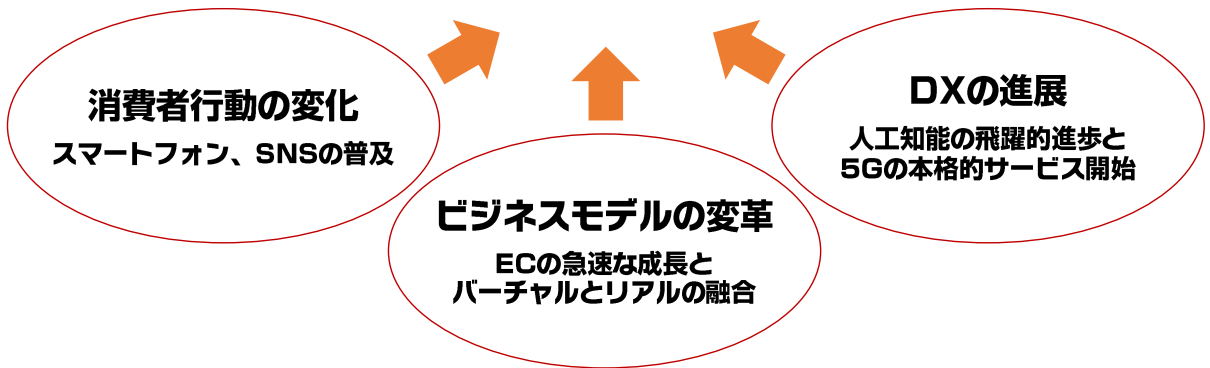 消費者行動の変化
スマートフォン、SNSの普及
ビジネスモデルの変革
ECの急速な成長と
バーチャルとリアルの融合
DXの進展
人工知能の飛躍的進歩と
5Gの本格的サービス開始